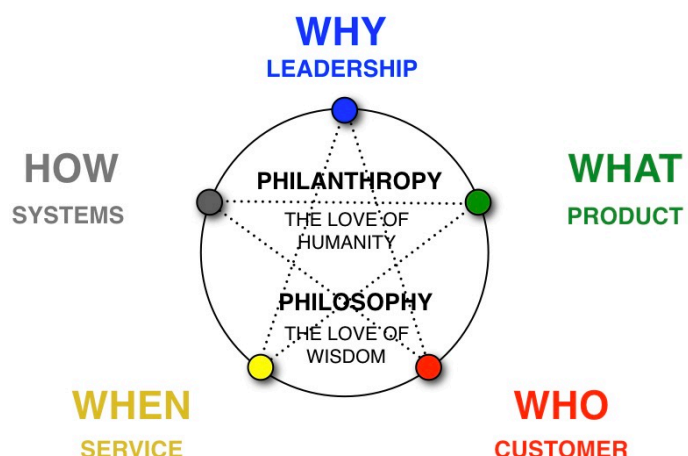 WHY
LEADERSHIP
HOW
SYSTEMS
WHAT
PRODUCT
PHILANTHROPY
THE LOVE OF
HUMANITY
PHILOSOPHY
THE LOVE OF
WISDOM
WHEN
SERVICE
WHO
CUSTOMER